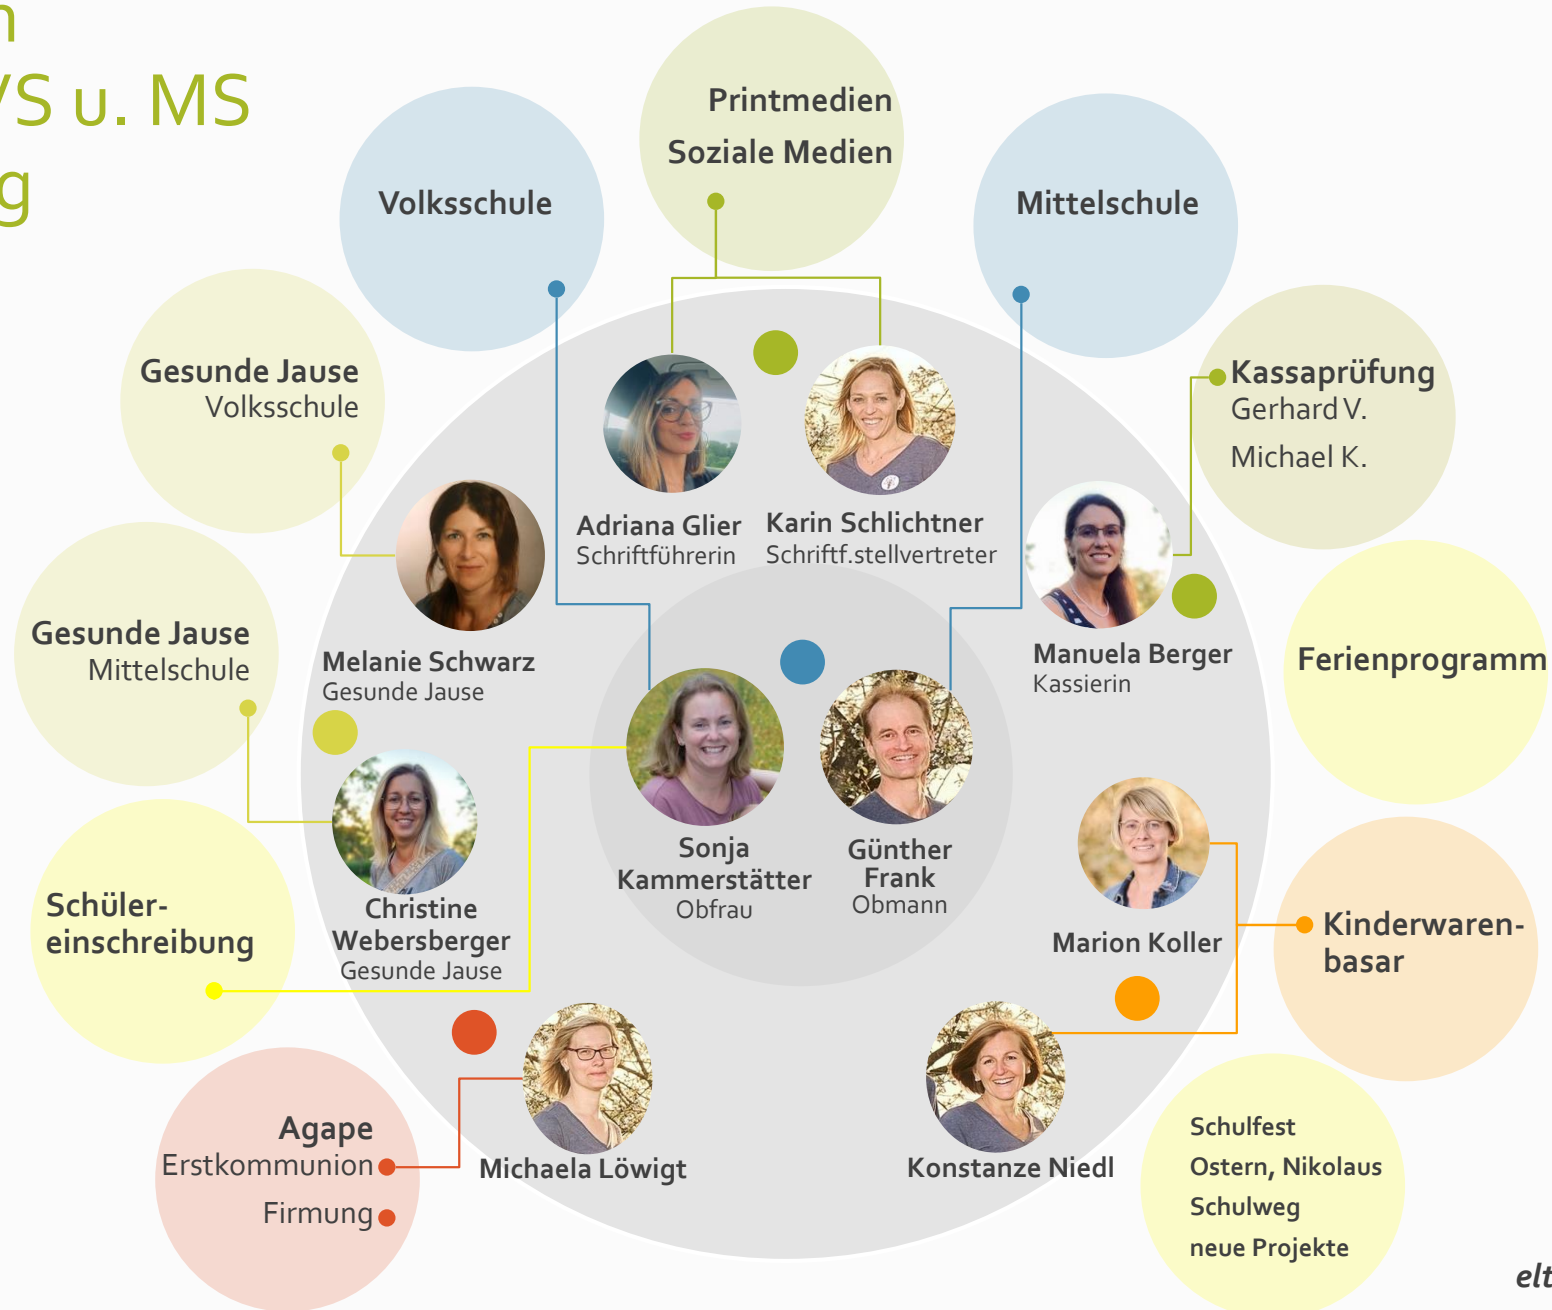 n
VS u. MS
g
Printmedien
Soziale Medien
Volksschule
Mittelschule
Gesunde Jause
Volksschule
Kassaprüfung
Gerhard V.
Michael K.
Adriana Glier
Schriftführerin
Karin Schlichtner
Schriftf.stellvertreter
Gesunde Jause
Mittelschule
Melanie Schwarz
Gesunde Jause
Manuela Berger
Kassierin
Ferienprogramm
Sonja
Kammerstätter
Obfrau
Günther
Frank
Obmann
Schüler-
einschreibung
Christine
Webersberger
Gesunde Jause
Marion Koller
Kinderwaren-
basar
Agape
Erstkommunion
Firmung
Michaela Löwigt
Konstanze Niedl
Schulfest
Ostern, Nikolaus
Schulweg
neue Projekte
elt